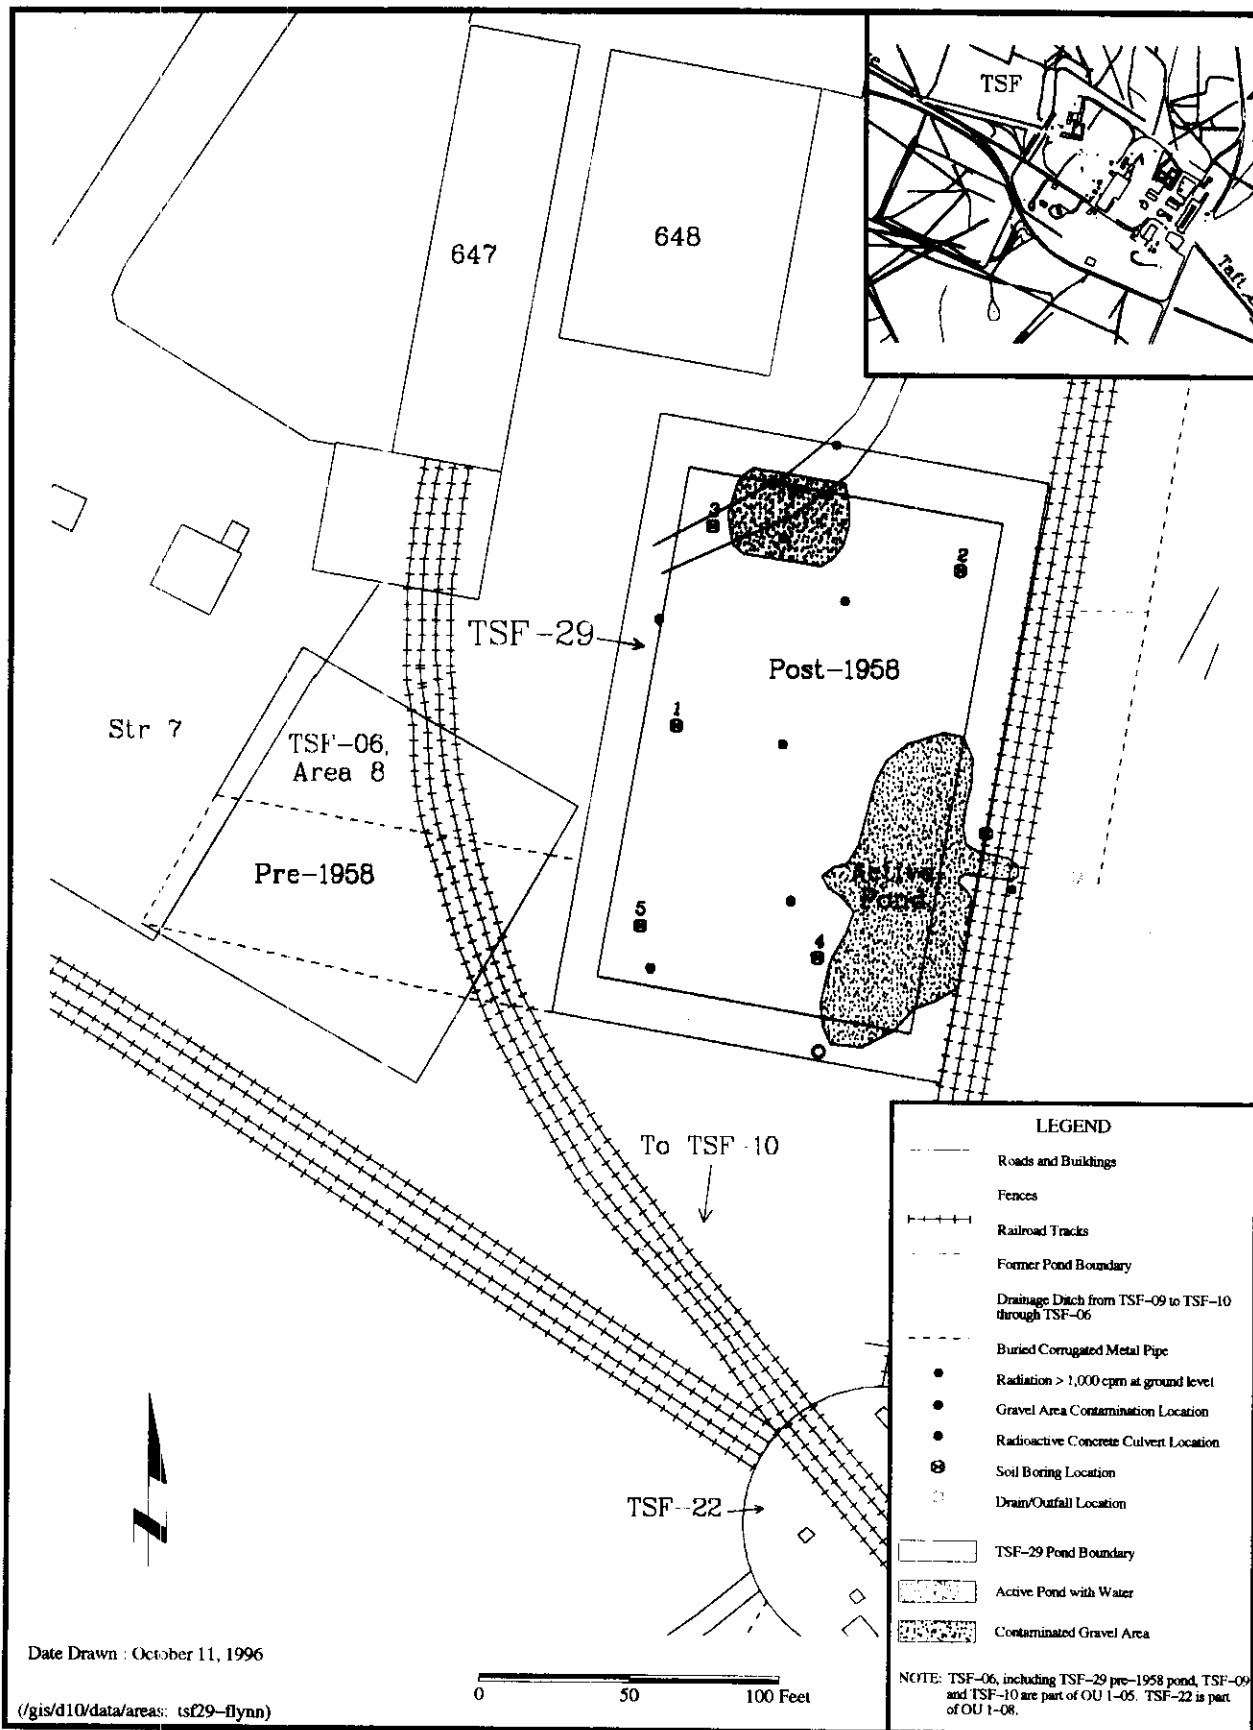 TSF
Taft
647
648
3
2
TSF-29
Post-1958
1
Str 7
TSF-06,
Area 8
Pre-1958
Active
Pond
5
4
To TSF-10
TSF-22
LEGEND
Roads and Buildings
Fences
Railroad Tracks
Former Pond Boundary
Drainage Ditch from TSF-09 to TSF-10
through TSF-06
Buried Corrugated Metal Pipe
Radiation > 1,000 cpm at ground level
Gravel Area Contamination Location
Radioactive Concrete Culvert Location
Soil Boring Location
Drain/Outfall Location
TSF-29 Pond Boundary
Active Pond with Water
Contaminated Gravel Area
NOTE: TSF-06, including TSF-29 pre-1958 pond, TSF-09
and TSF-10 are part of OU 1-05. TSF-22 is part
of OU 1-08.
Date Drawn : October 11, 1996
0 50 100 Feet
(/gis/d10/data/areas: tsf29-flynn)